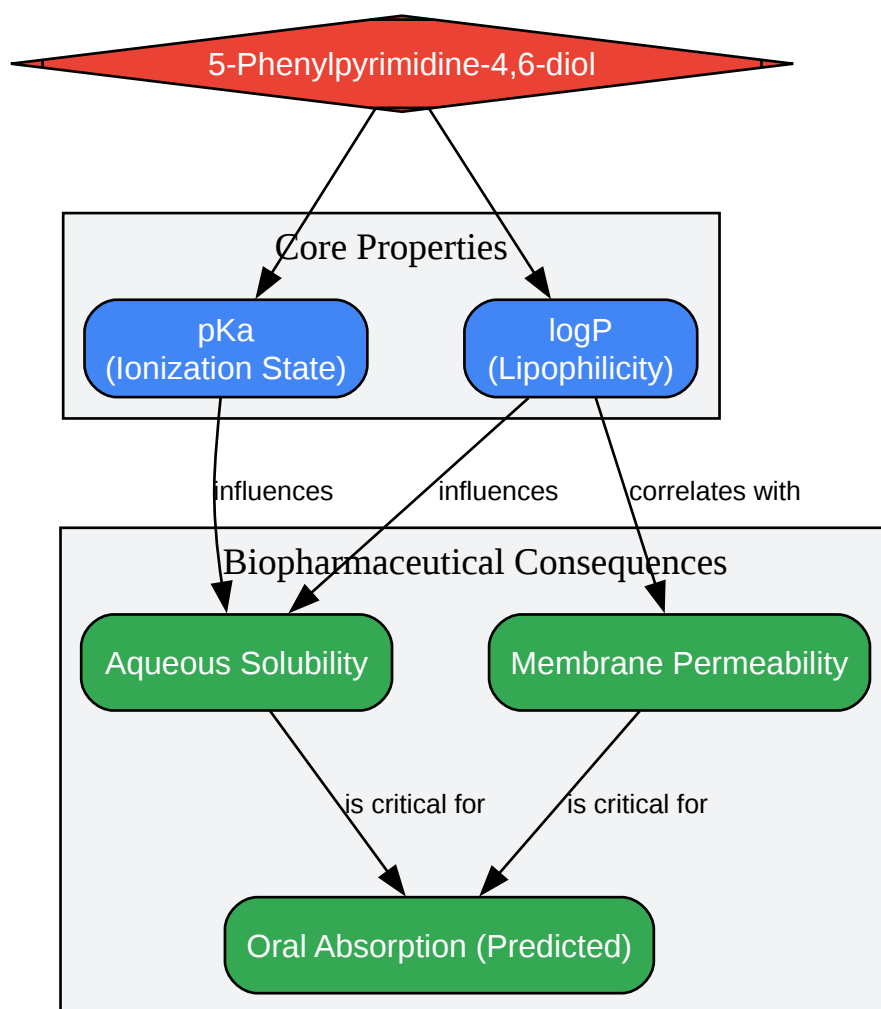 5-Phenylpyrimidine-4,6-diol
Core Properties
pKa
(Ionization State)
logP
(Lipophilicity)
influences
influences
correlates with
Biopharmaceutical Consequences
Aqueous Solubility
Membrane Permeability
is critical for
is critical for
Oral Absorption (Predicted)